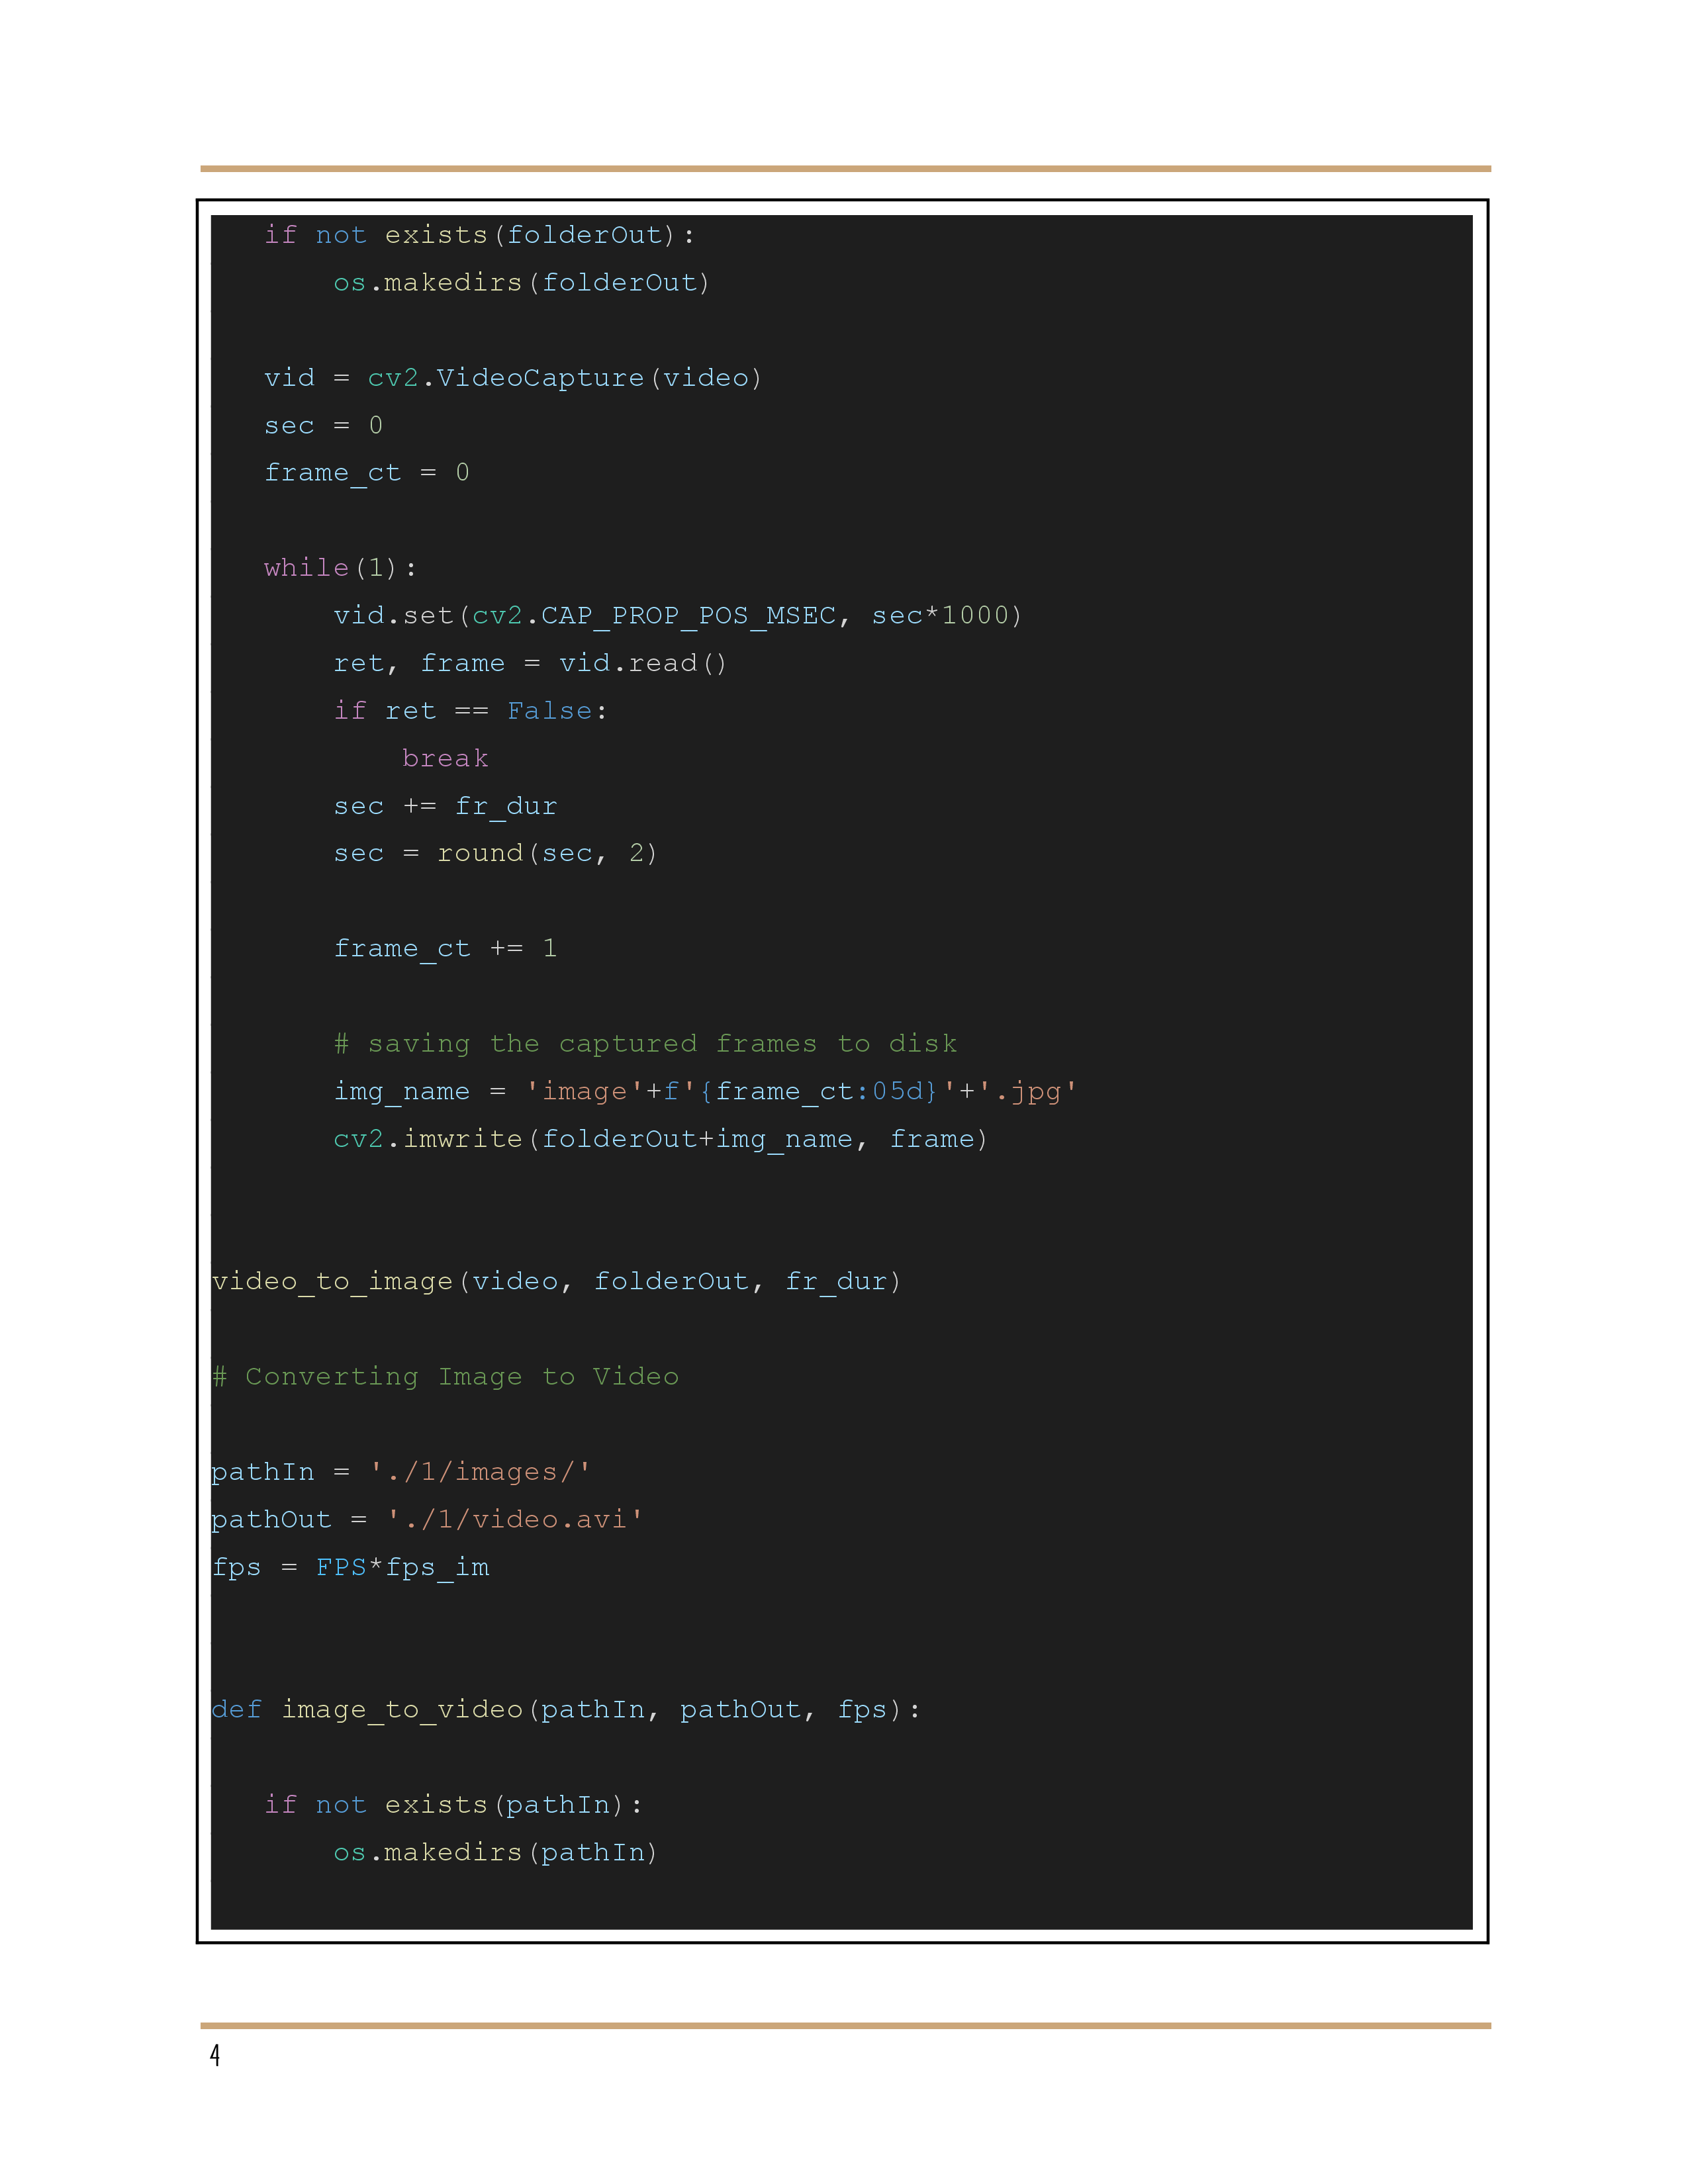 if not exists(folderOut):
       os.makedirs(folderOut)

   vid = cv2.VideoCapture(video)
   sec = 0
   frame_ct = 0

   while(1):
       vid.set(cv2.CAP_PROP_POS_MSEC, sec*1000)
       ret, frame = vid.read()
       if ret == False:
           break
       sec += fr_dur
       sec = round(sec, 2)

       frame_ct += 1

       # saving the captured frames to disk
       img_name = 'image'+f'{frame_ct:05d}'+'.jpg'
       cv2.imwrite(folderOut+img_name, frame)


video_to_image(video, folderOut, fr_dur)

# Converting Image to Video

pathIn = './1/images/'
pathOut = './1/video.avi'
fps = FPS*fps_im


def image_to_video(pathIn, pathOut, fps):

   if not exists(pathIn):
       os.makedirs(pathIn)

4